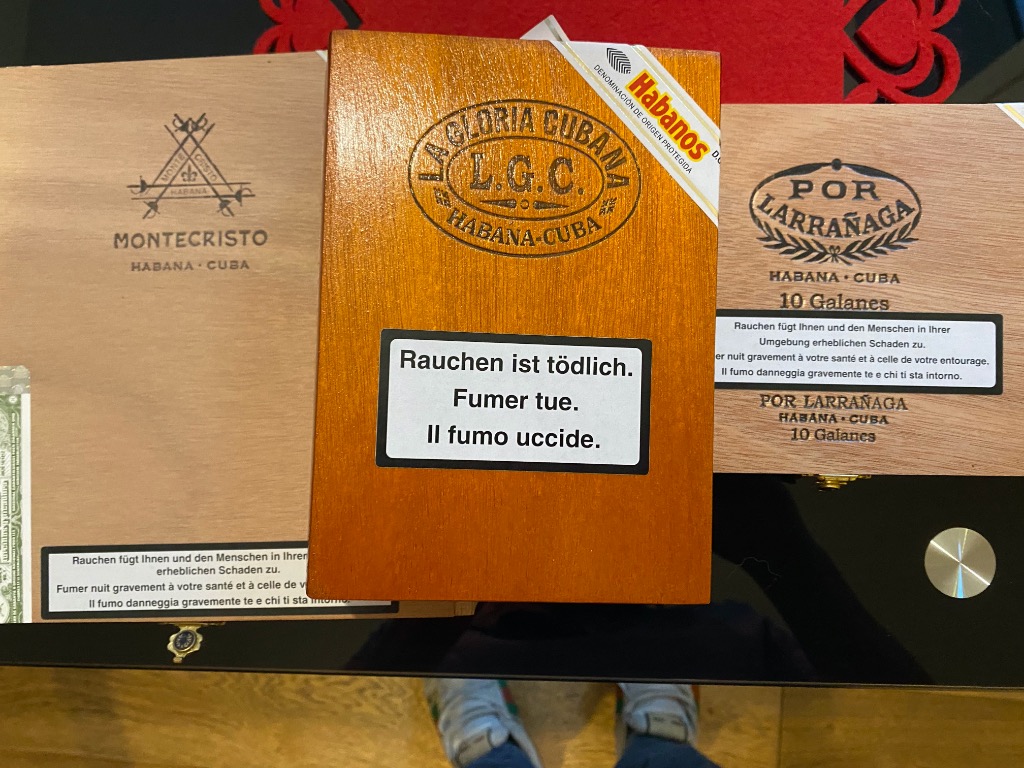 MONTE
CRISTO
HABANA
MONTECRISTO
HABANA · CUBA
Rauchen fügt Ihnen und den Menschen in Ihrer
erheblichen Schaden zu.
Fumer nuit gravement à votre santé et à celle de
Il fumo danneggia gravemente te e chi ti sta intorno.
LA GLORIA CUBANA
L.G.C.
HABANA-CUBA
Habanos
DENOMINACIÓN DE ORIGEN PROTEGIDA
Rauchen ist tödlich.
Fumer tue.
Il fumo uccide.
POR
LARRAÑAGA
HABANA · CUBA
10 Galanes
Rauchen fügt Ihnen und den Menschen in Ihrer
Umgebung erheblichen Schaden zu.
nuit gravement à votre santé et à celle de votre entourage.
Il fumo danneggia gravemente te e chi ti sta intorno.
POR LARRAÑAGA
HABANA · CUBA
10 Galanes